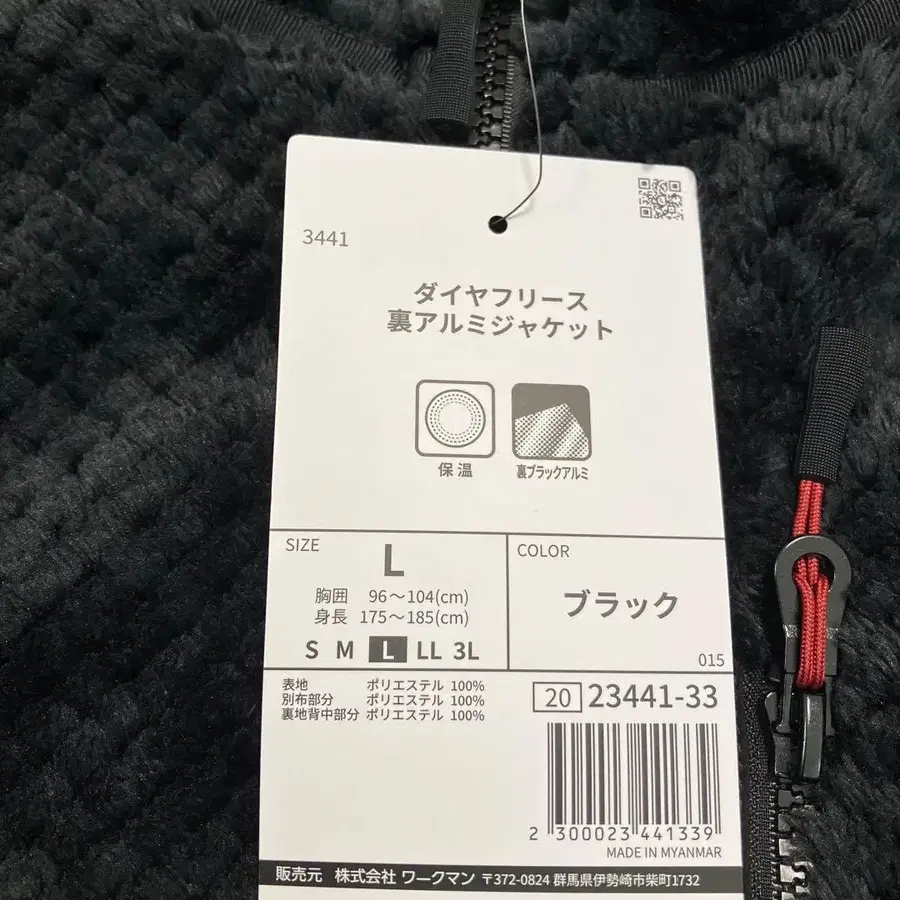 3441
ダイヤフリース
裏アルミジャケット
保温
裏ブラックアルミ
SIZE
L
胸囲 96～104(cm)
身長 175～185(cm)
S M L LL 3L
COLOR
ブラック
015
表地 ポリエステル 100%
別布部分 ポリエステル 100%
裏地背中部分 ポリエステル 100%
20 23441-33
2 300023 441339
MADE IN MYANMAR
販売元 株式会社 ワークマン 〒372-0824 群馬県伊勢崎市柴町1732